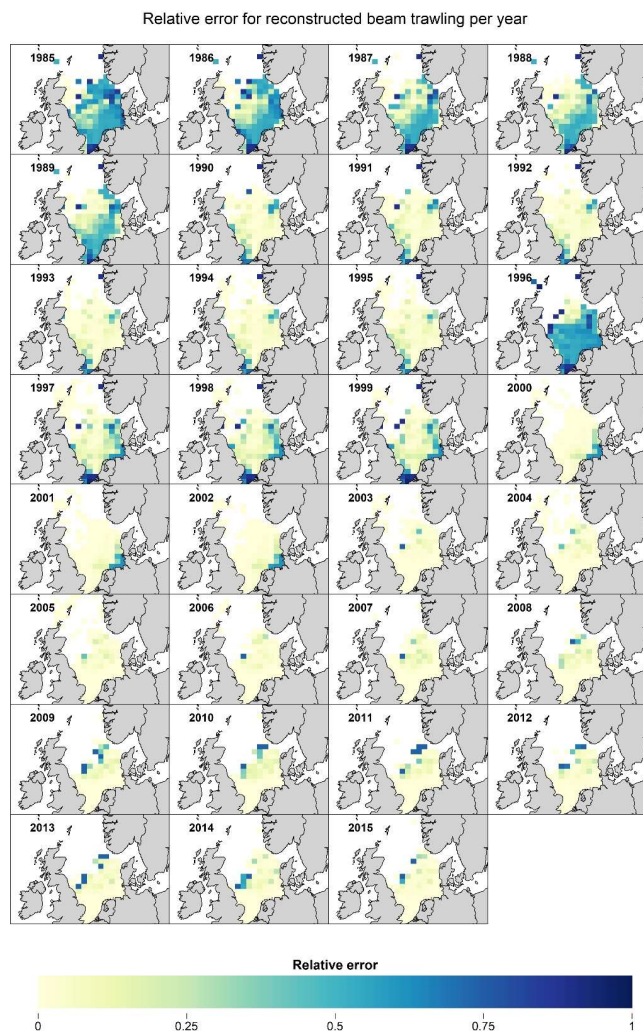 Relative error for reconstructed beam trawling per year
1985 1986 1987 1988
1989 1990 1991 1992
1993 1994 1995 1996
1997 1998 1999 2000
2001 2002 2003 2004
2005 2006 2007 2008
2009 2010 2011 2012
2013 2014 2015
Relative error
0 0.25 0.5 0.75 1